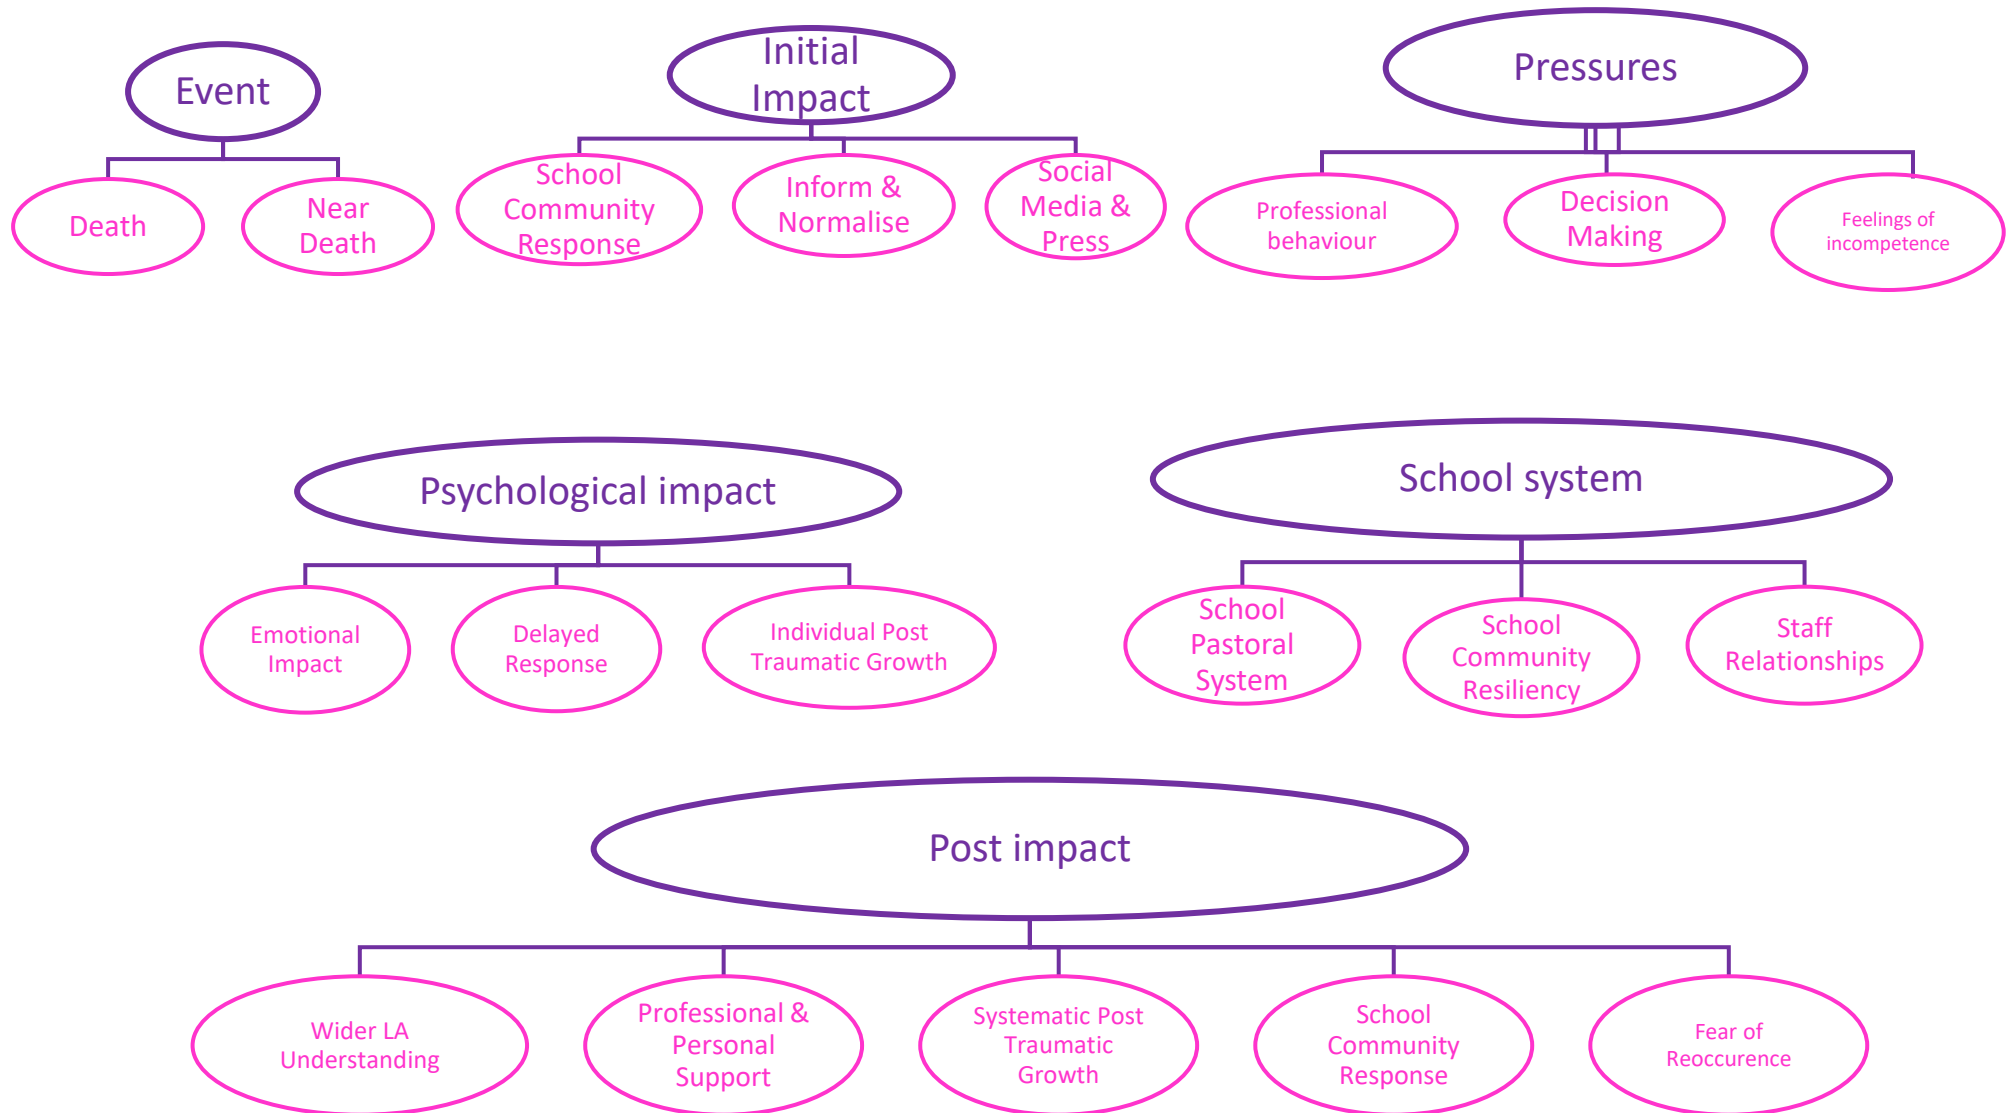 Event
Initial
Impact
Pressures
Death
Near
Death
School
Community
Response
Inform &
Normalise
Social
Media &
Press
Professional
behaviour
Decision
Making
Feelings of
incompetence
Psychological impact
School system
Emotional
Impact
Delayed
Response
Individual Post
Traumatic Growth
School
Pastoral
System
School
Community
Resiliency
Staff
Relationships
Post impact
Wider LA
Understanding
Professional &
Personal
Support
Systematic Post
Traumatic
Growth
School
Community
Response
Fear of
Reoccurence